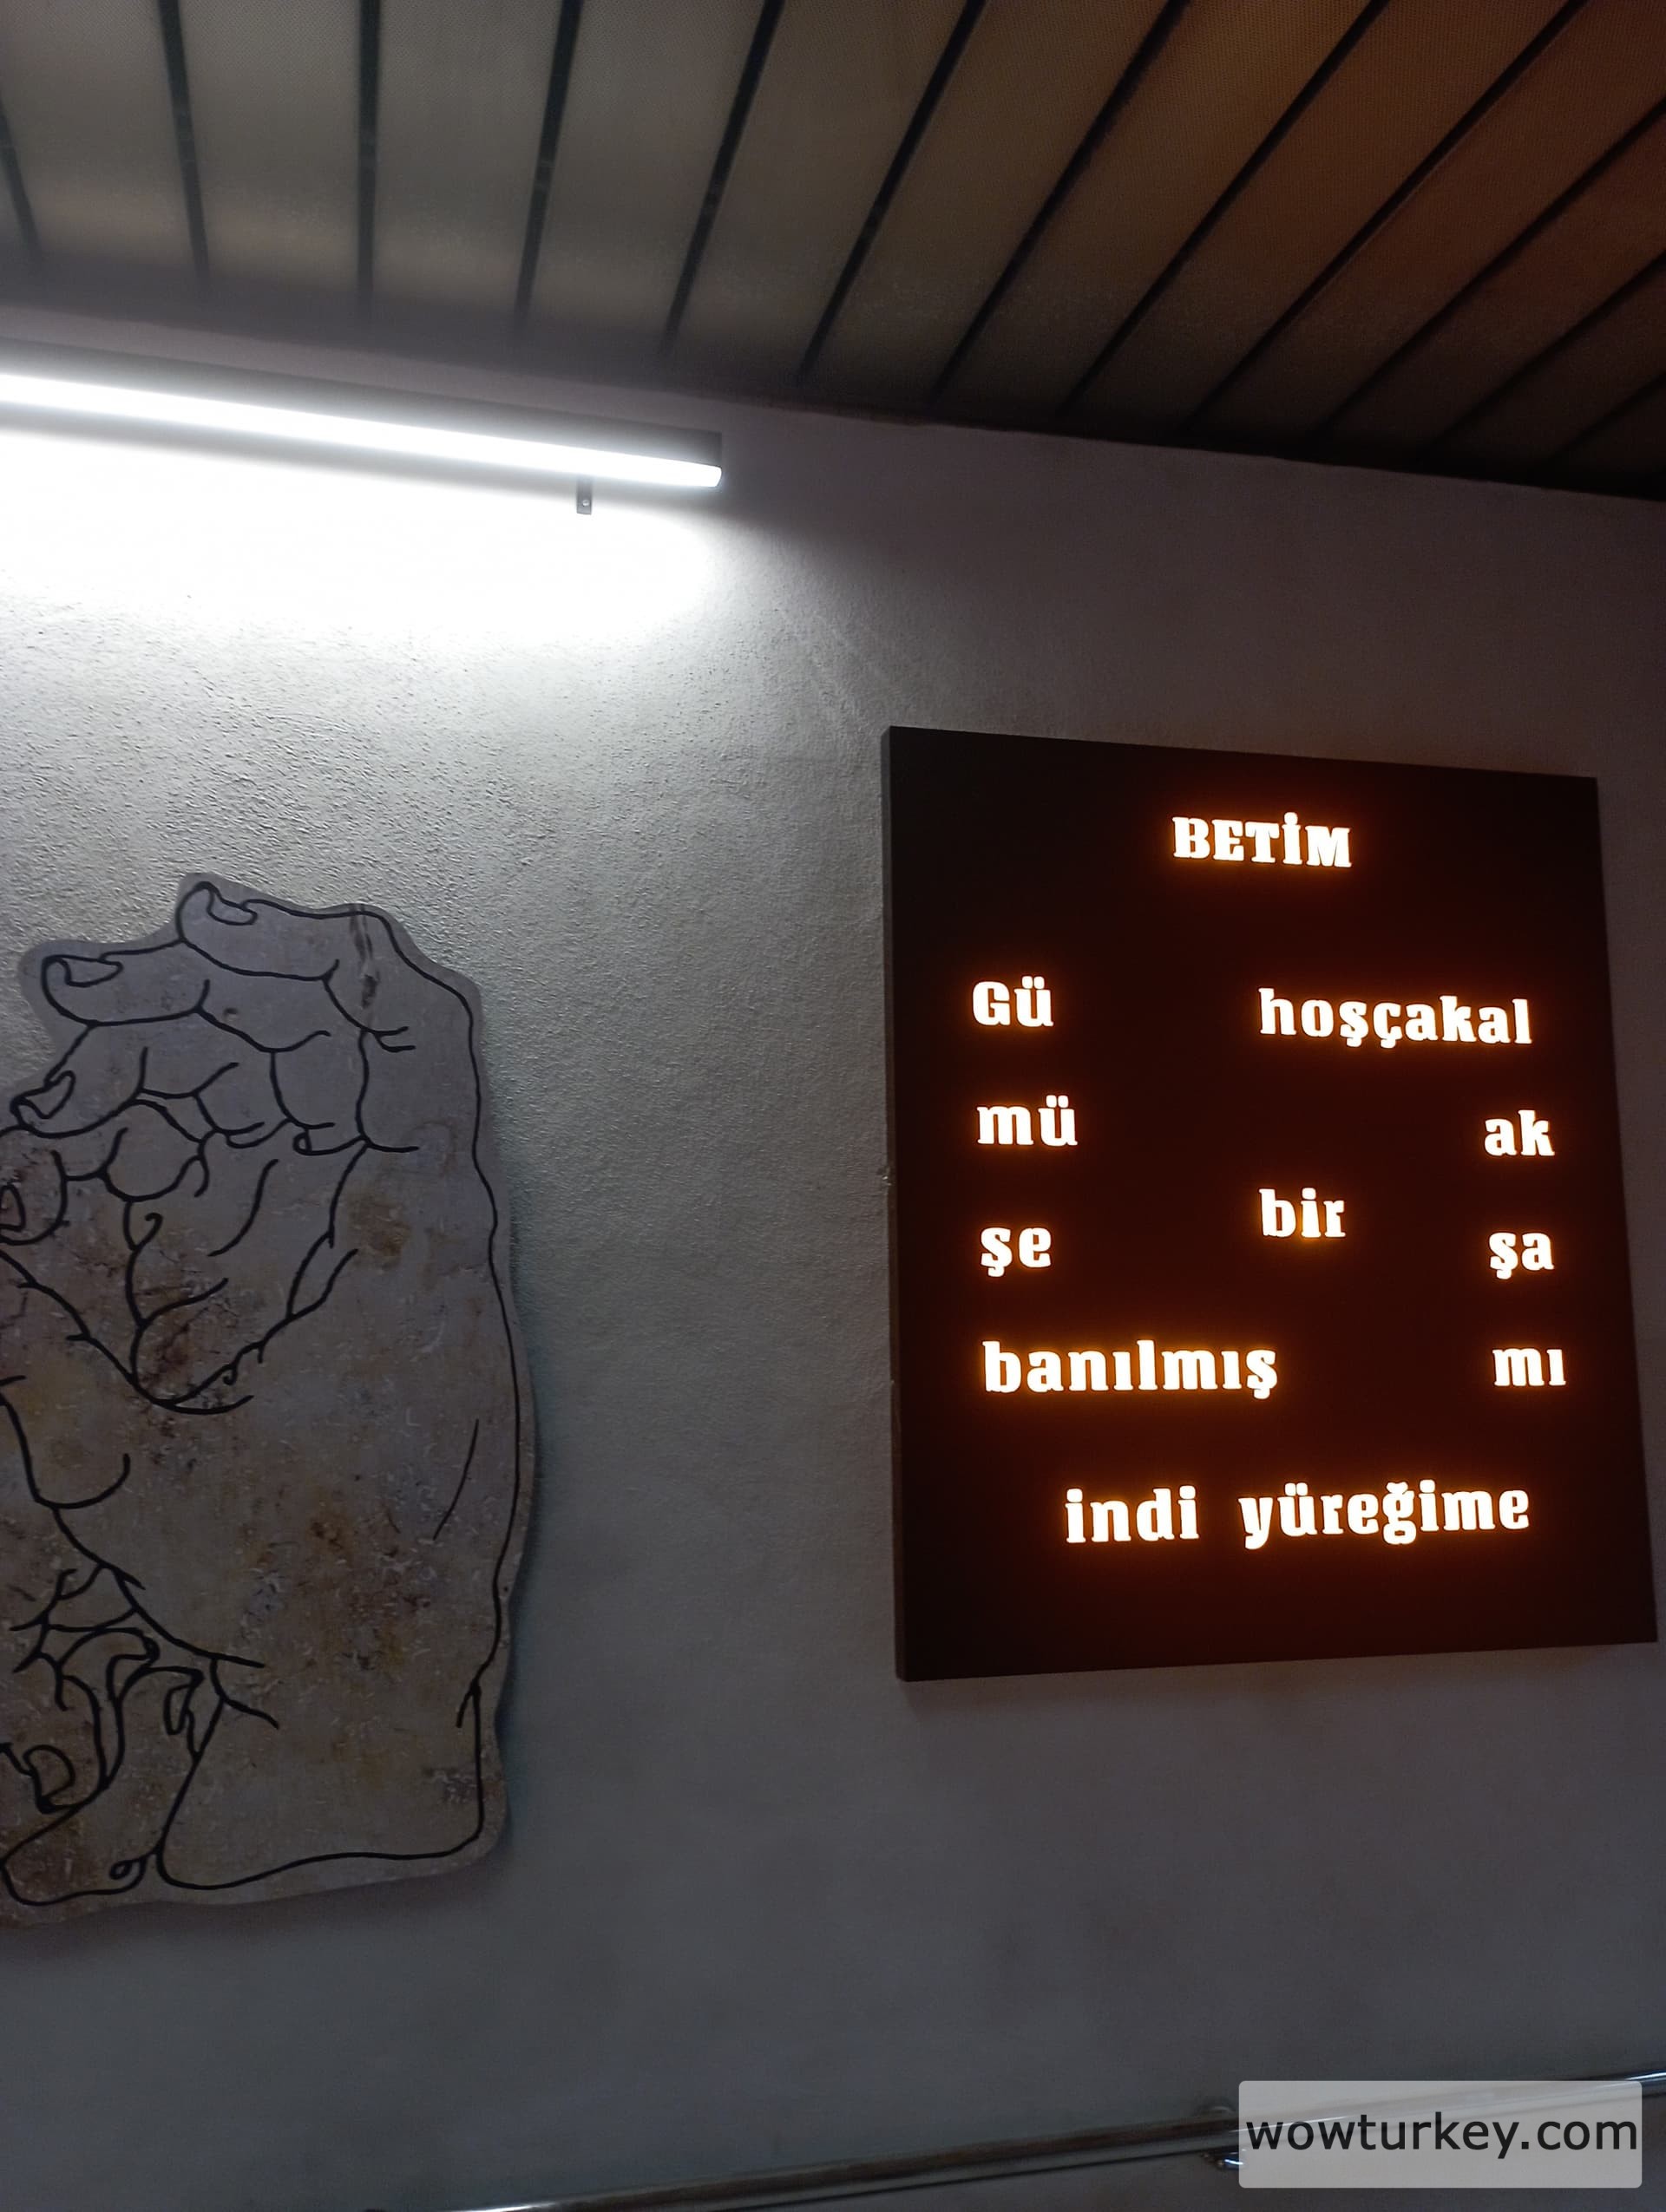 BETİM
Gü hoşçakal
mü ak
bir
şe şa
banılmış mı
indi yüreğime
wowturkey.com